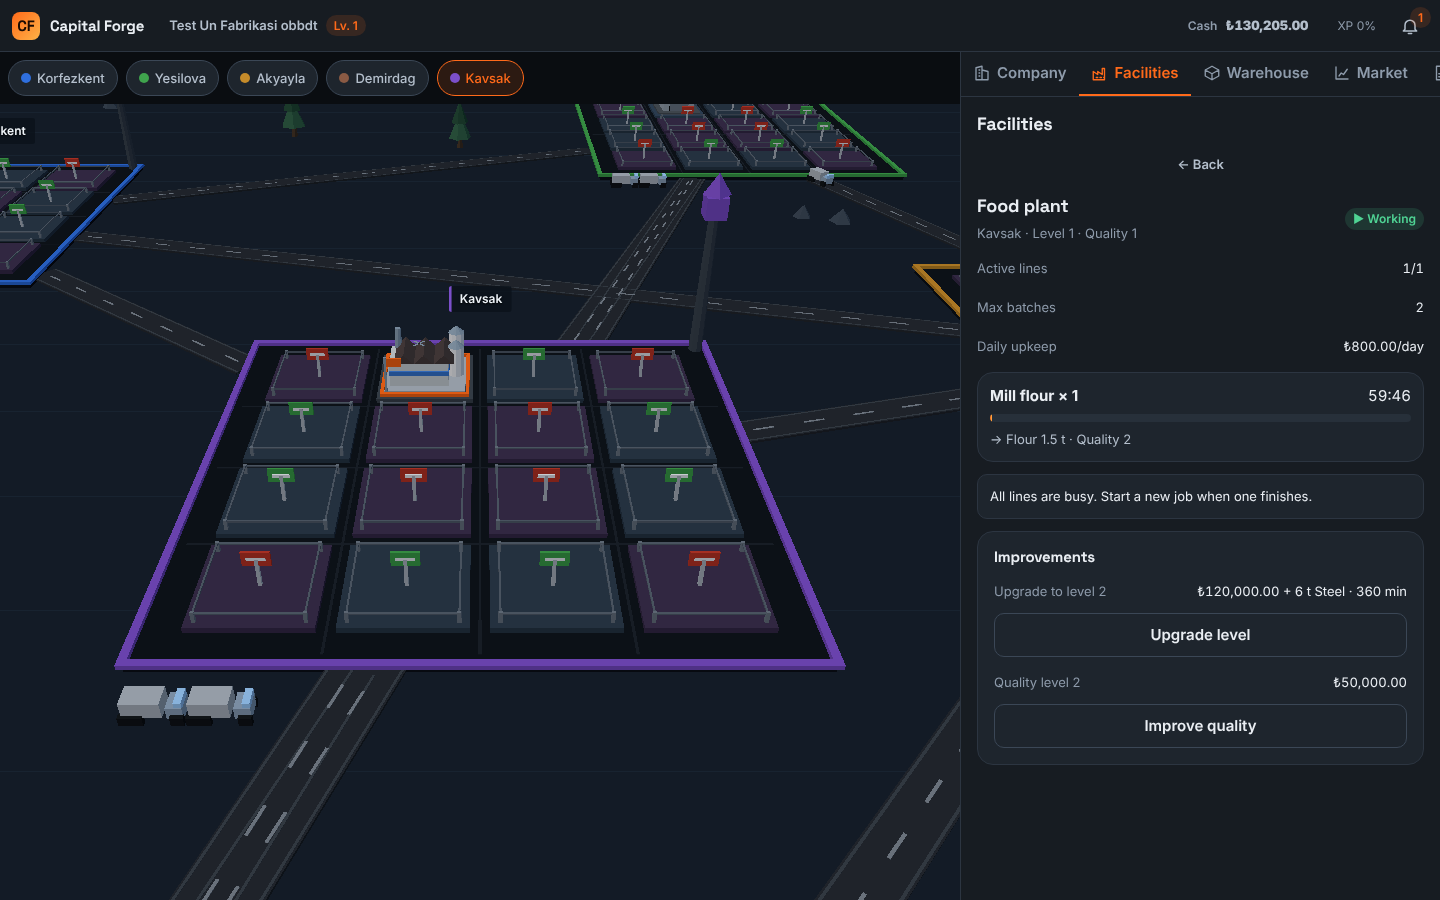 CF Capital Forge Test Un Fabrikasi obbdt Lv. 1 Cash ₺130,205.00 XP 0% 1
Korfezkent Yesilova Akyayla Demirdag Kavsak
Company Facilities Warehouse Market
kent
Kavsak
Facilities
← Back
Food plant
Kavsak · Level 1 · Quality 1
▶ Working
Active lines 1/1
Max batches 2
Daily upkeep ₺800.00/day
Mill flour × 1 59:46
→ Flour 1.5 t · Quality 2
All lines are busy. Start a new job when one finishes.
Improvements
Upgrade to level 2 ₺120,000.00 + 6 t Steel · 360 min
Upgrade level
Quality level 2 ₺50,000.00
Improve quality